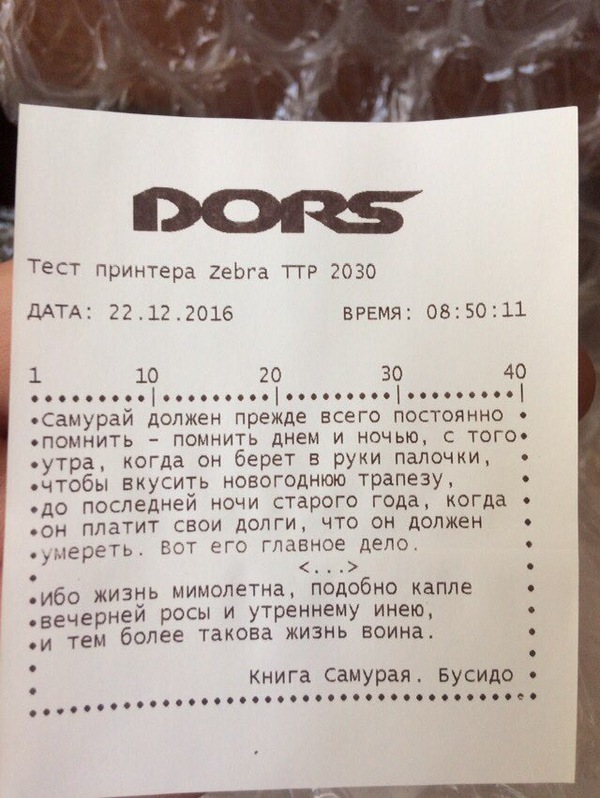 DORS
Тест принтера Zebra TTP 2030
ДАТА: 22.12.2016 ВРЕМЯ: 08:50:11
1 10 20 30 40
•••••••••|•••••••••|•••••••••|•••••••••|
•Самурай должен прежде всего постоянно •
•помнить – помнить днем и ночью, с того•
•утра, когда он берет в руки палочки, •
•чтобы вкусить новогоднюю трапезу, •
•до последней ночи старого года, когда •
•он платит свои долги, что он должен •
•умереть. Вот его главное дело. •
• <...> •
•Ибо жизнь мимолетна, подобно капле •
•вечерней росы и утреннему инею, •
•и тем более такова жизнь воина. •
• •
• Книга Самурая. Бусидо •
••••••••••••••••••••••••••••••••••••••••